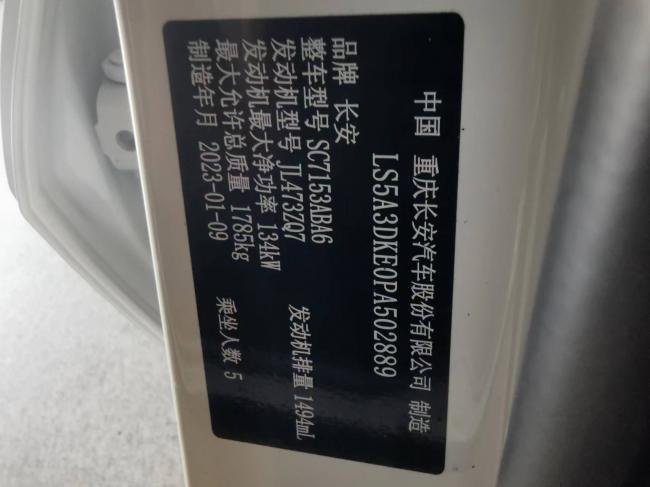 中国 重庆长安汽车股份有限公司 制造
LS5A3DKE0PA502889
品牌 长安
整车型号 SC7153ABA6
发动机型号 JL473ZQ7 发动机排量 1494mL
发动机最大净功率 134kW
最大允许总质量 1785kg
制造年月 2023-01-09 乘坐人数 5